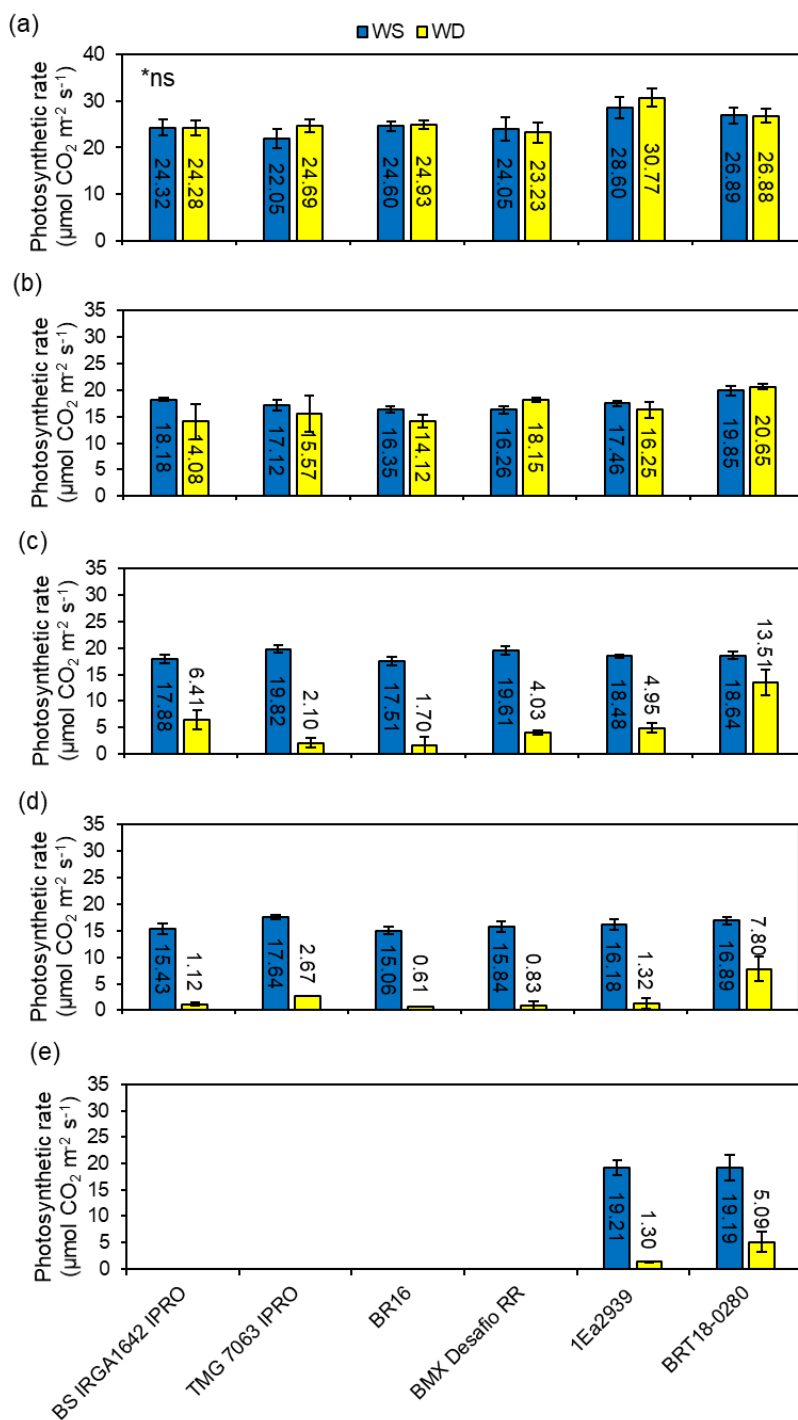 (a)
WS WD
Photosynthetic rate
(µmol CO2 m-2 s-1)
40
30
20
10
0
*ns
24.32 24.28 22.05 24.69 24.60 24.93 24.05 23.23 28.60 30.77 26.89 26.88
(b)
Photosynthetic rate
(µmol CO2 m-2 s-1)
35
30
25
20
15
10
5
0
18.18 14.08 17.12 15.57 16.35 14.12 16.26 18.15 17.46 16.25 19.85 20.65
(c)
Photosynthetic rate
(µmol CO2 m-2 s-1)
35
30
25
20
15
10
5
0
17.88 6.41 19.82 2.10 17.51 1.70 19.61 4.03 18.48 4.95 18.64 13.51
(d)
Photosynthetic rate
(µmol CO2 m-2 s-1)
35
30
25
20
15
10
5
0
15.43 1.12 17.64 2.67 15.06 0.61 15.84 0.83 16.18 1.32 16.89 7.80
(e)
Photosynthetic rate
(µmol CO2 m-2 s-1)
35
30
25
20
15
10
5
0
19.21 1.30 19.19 5.09
BS IRGA1642 IPRO
TMG 7063 IPRO
BR16
BMX Desafio RR
1Ea2939
BRT18-0280